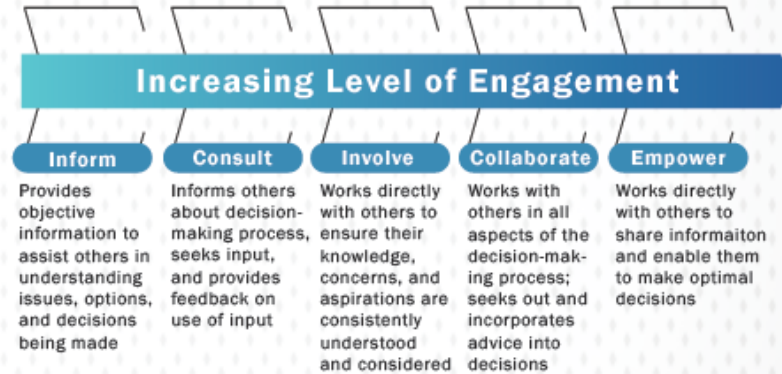 Increasing Level of Engagement
Inform
Provides
objective
information to
assist others in
understanding
issues, options,
and decisions
being made
Consult
Informs others
about decision-
making process,
seeks input,
and provides
feedback on
use of input
Involve
Works directly
with others to
ensure their
knowledge,
concerns, and
aspirations are
consistently
understood
and considered
Collaborate
Works with
others in all
aspects of the
decision-mak-
ing process;
seeks out and
incorporates
advice into
decisions
Empower
Works directly
with others to
share informaiton
and enable them
to make optimal
decisions